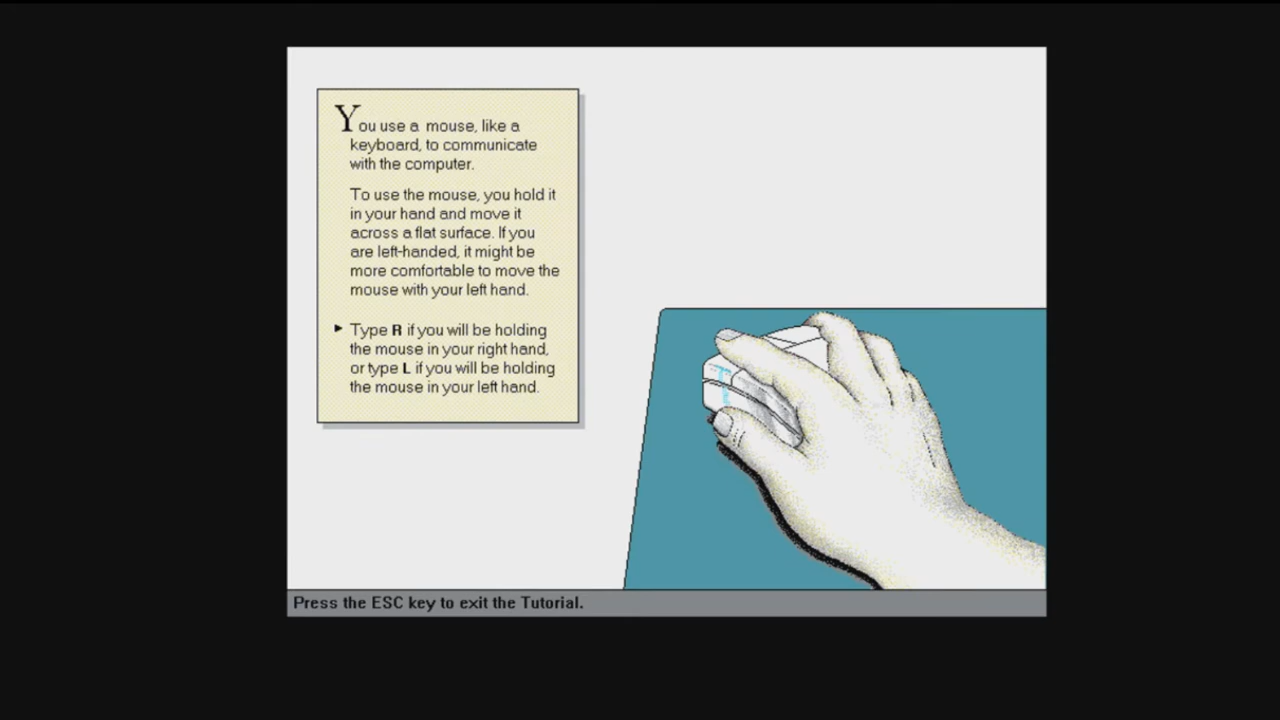 You use a mouse, like a
keyboard, to communicate
with the computer.
To use the mouse, you hold it
in your hand and move it
across a flat surface. If you
are left-handed, it might be
more comfortable to move the
mouse with your left hand.
Type R if you will be holding
the mouse in your right hand,
or type L if you will be holding
the mouse in your left hand.
Press the ESC key to exit the Tutorial.